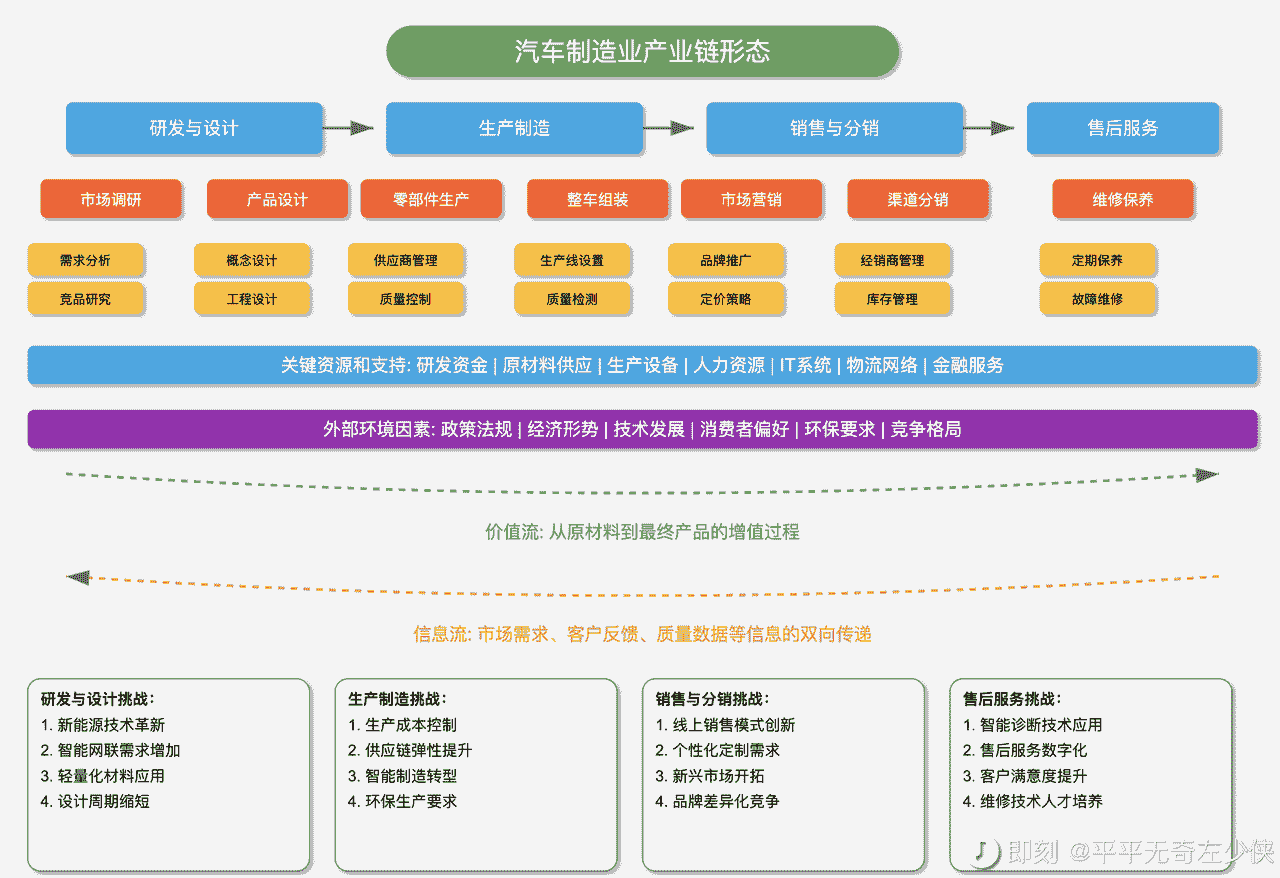 汽车制造业产业链形态
研发与设计
生产制造
销售与分销
售后服务
市场调研
产品设计
零部件生产
整车组装
市场营销
渠道分销
维修保养
需求分析
概念设计
供应商管理
生产线设置
品牌推广
经销商管理
定期保养
竞品研究
工程设计
质量控制
质量检测
定价策略
库存管理
故障维修
关键资源和支持: 研发资金 | 原材料供应 | 生产设备 | 人力资源 | IT系统 | 物流网络 | 金融服务
外部环境因素: 政策法规 | 经济形势 | 技术发展 | 消费者偏好 | 环保要求 | 竞争格局
价值流: 从原材料到最终产品的增值过程
信息流: 市场需求、客户反馈、质量数据等信息的双向传递
研发与设计挑战:
1. 新能源技术革新
2. 智能网联需求增加
3. 轻量化材料应用
4. 设计周期缩短
生产制造挑战:
1. 生产成本控制
2. 供应链弹性提升
3. 智能制造转型
4. 环保生产要求
销售与分销挑战:
1. 线上销售模式创新
2. 个性化定制需求
3. 新兴市场开拓
4. 品牌差异化竞争
售后服务挑战:
1. 智能诊断技术应用
2. 售后服务数字化
3. 客户满意度提升
4. 维修技术人才培养
即刻 @平平无奇左少侠